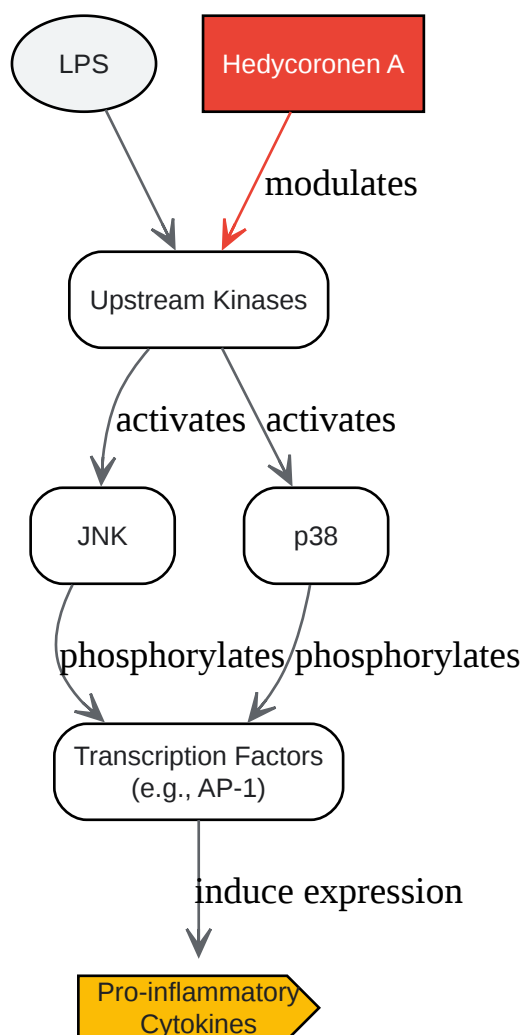 LPS
Hedycoronen A
modulates
Upstream Kinases
activates
activates
JNK
p38
phosphorylates
phosphorylates
Transcription Factors
(e.g., AP-1)
induce expression
Pro-inflammatory
Cytokines